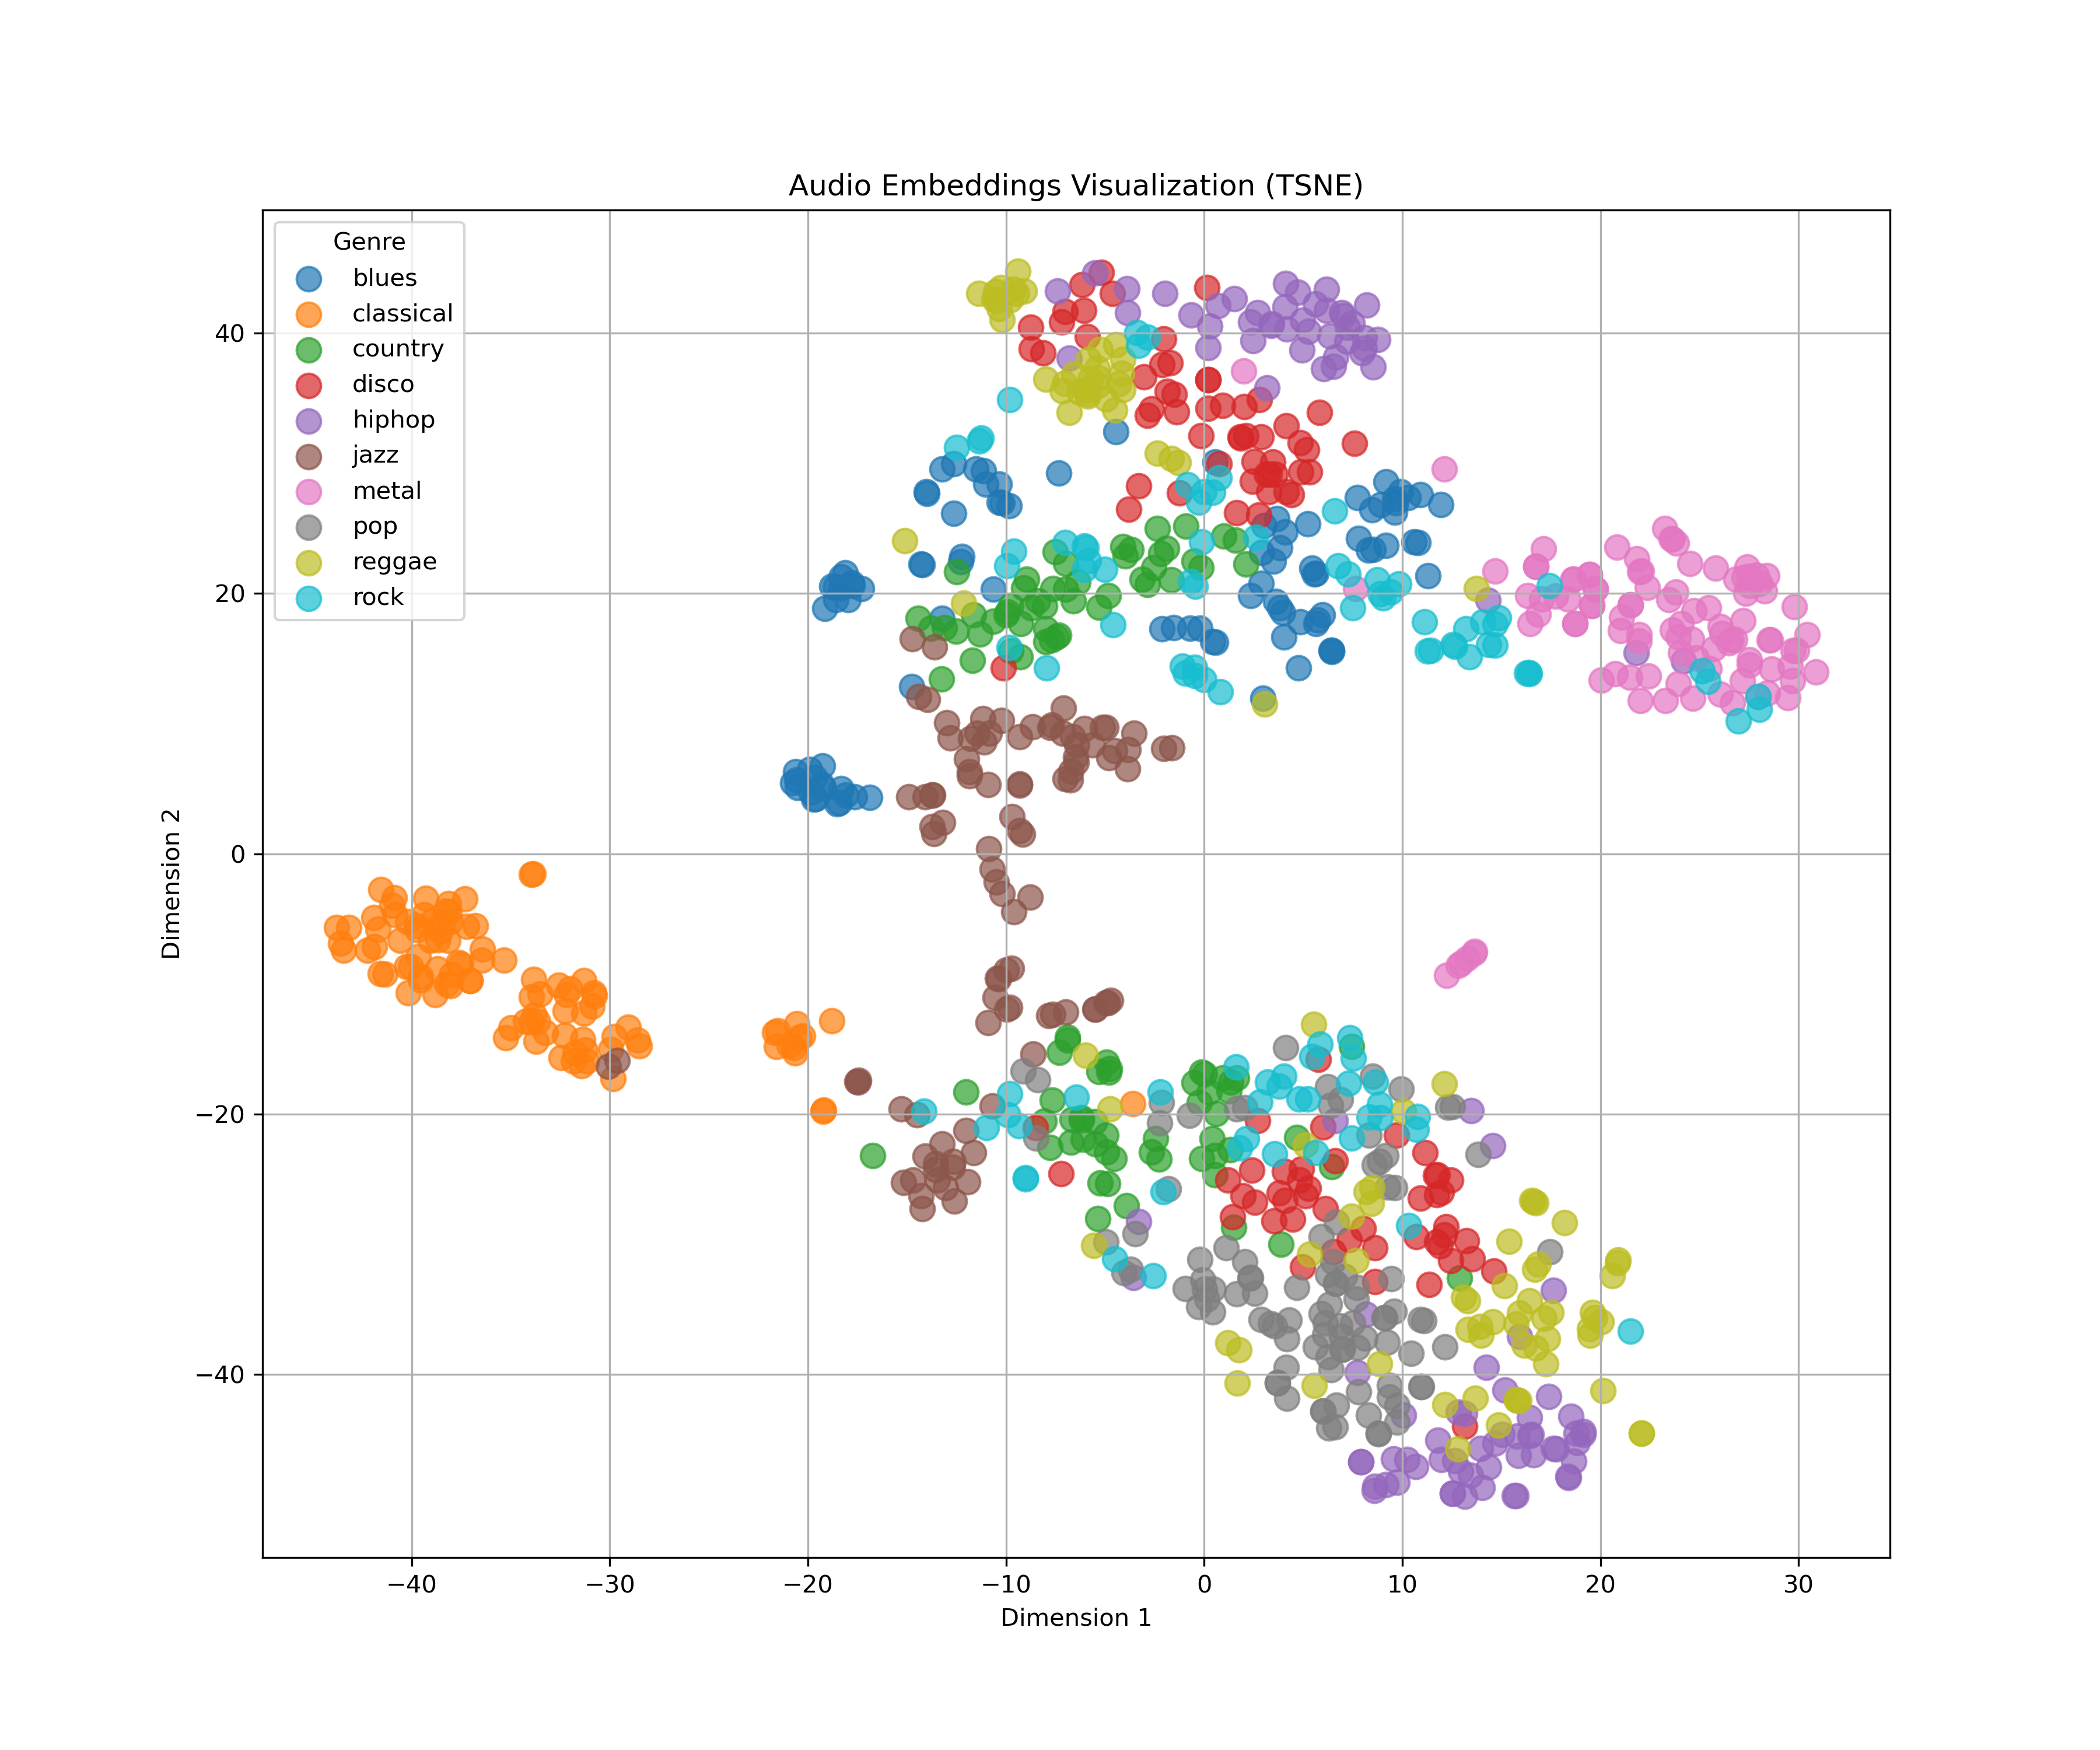 Audio Embeddings Visualization (TSNE)
Genre
blues
classical
country
disco
hiphop
jazz
metal
pop
reggae
rock
40
20
0
−20
−40
Dimension 2
−40
−30
−20
−10
0
10
20
30
Dimension 1